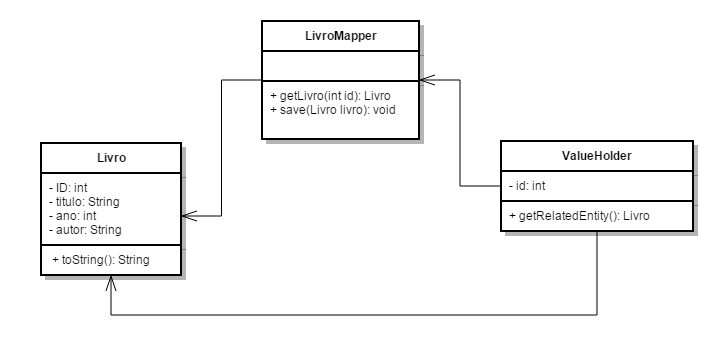 LivroMapper
+ getLivro(int id): Livro
+ save(Livro livro): void
Livro
- ID: int
- titulo: String
- ano: int
- autor: String
+ toString(): String
ValueHolder
- id: int
+ getRelatedEntity(): Livro